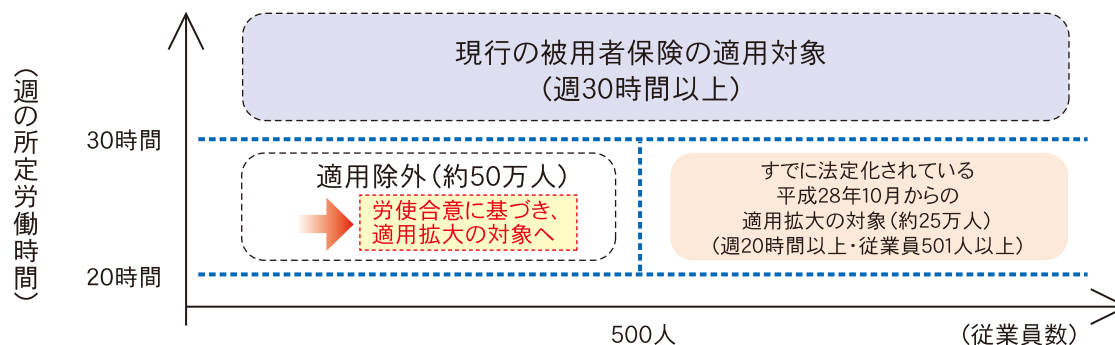 (週の所定労働時間)
現行の被用者保険の適用対象
(週30時間以上)
30時間
適用除外(約50万人)
労使合意に基づき、
適用拡大の対象へ
すでに法定化されている
平成28年10月からの
適用拡大の対象(約25万人)
(週20時間以上・従業員501人以上)
20時間
500人
(従業員数)